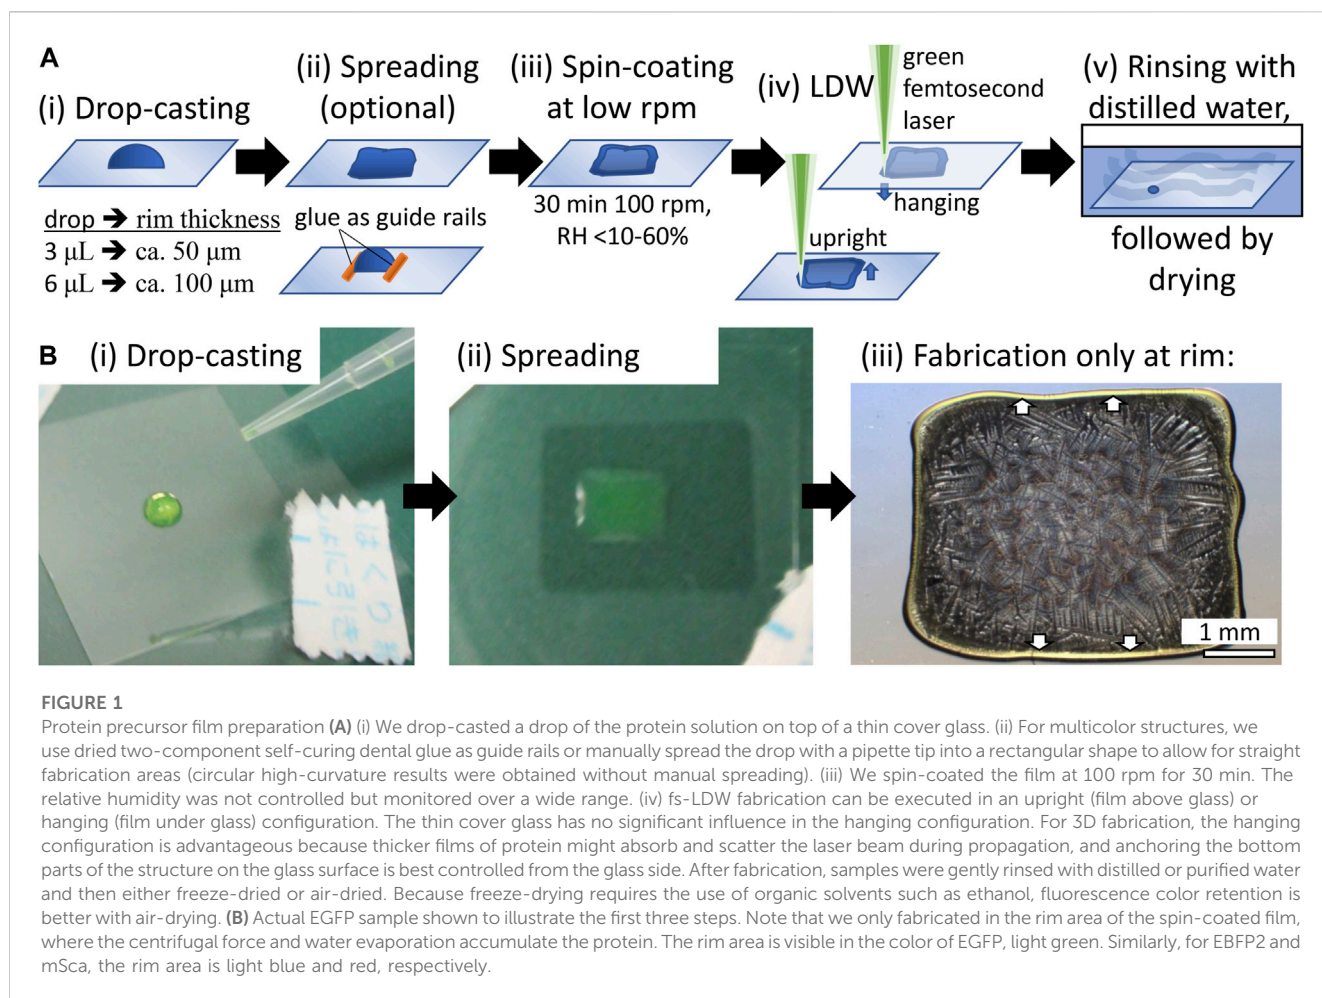 A
(i) Drop-casting
drop → rim thickness
3 μL → ca. 50 μm
6 μL → ca. 100 μm
(ii) Spreading
(optional)
glue as guide rails
(iii) Spin-coating
at low rpm
30 min 100 rpm,
RH <10-60%
(iv) LDW
green
femtosecond
laser
hanging
upright
(v) Rinsing with
distilled water,
followed by
drying
B
(i) Drop-casting
(ii) Spreading
(iii) Fabrication only at rim:
1 mm
FIGURE 1
Protein precursor film preparation (A) (i) We drop-casted a drop of the protein solution on top of a thin cover glass. (ii) For multicolor structures, we
use dried two-component self-curing dental glue as guide rails or manually spread the drop with a pipette tip into a rectangular shape to allow for straight
fabrication areas (circular high-curvature results were obtained without manual spreading). (iii) We spin-coated the film at 100 rpm for 30 min. The
relative humidity was not controlled but monitored over a wide range. (iv) fs-LDW fabrication can be executed in an upright (film above glass) or
hanging (film under glass) configuration. The thin cover glass has no significant influence in the hanging configuration. For 3D fabrication, the hanging
configuration is advantageous because thicker films of protein might absorb and scatter the laser beam during propagation, and anchoring the bottom
parts of the structure on the glass surface is best controlled from the glass side. After fabrication, samples were gently rinsed with distilled or purified water
and then either freeze-dried or air-dried. Because freeze-drying requires the use of organic solvents such as ethanol, fluorescence color retention is
better with air-drying. (B) Actual EGFP sample shown to illustrate the first three steps. Note that we only fabricated in the rim area of the spin-coated film,
where the centrifugal force and water evaporation accumulate the protein. The rim area is visible in the color of EGFP, light green. Similarly, for EBFP2 and
mSca, the rim area is light blue and red, respectively.